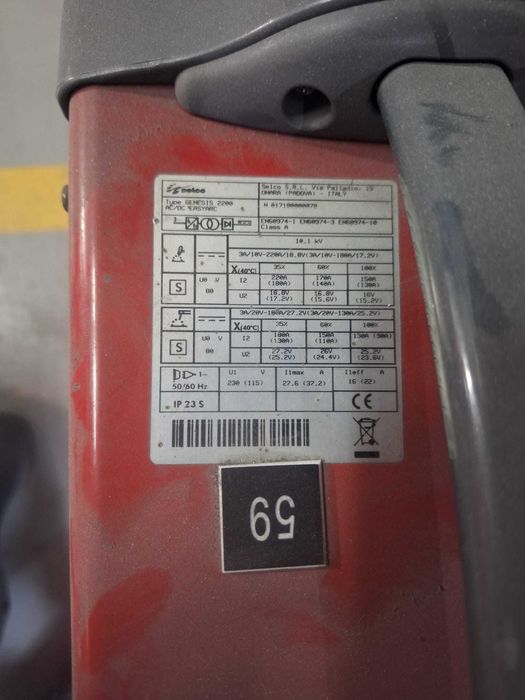 selco
Selco S.R.L. Via Palladio, 19
ONARA (PADOVA) - ITALY
Type GENESIS 2200
AC/DC EASYARC
N
EN60974-1 EN60974-3 EN60974-10
Class A
10.1 kV
3A/10V-220A/18.8V(3A/10V-180A/17.2V)
X(40°C) 35% 60% 100%
S U0 V 80 I2 220A (180A) 170A (140A) 150A (130A)
U2 18.8V (17.2V) 16.8V (15.6V) 16V (15.2V)
3A/20V-180A/27.2V(3A/20V-130A/25.2V)
X(40°C) 35% 60% 100%
S U0 V 80 I2 180A (130A) 150A (110A) 130A (90A)
U2 27.2V (25.2V) 26V (24.4V) 25.2V (23.6V)
1~ 50/60 Hz U1 V 230 (115) I1max A 27.6 (37.2) I1eff A 16 (22)
IP 23 S CE
59